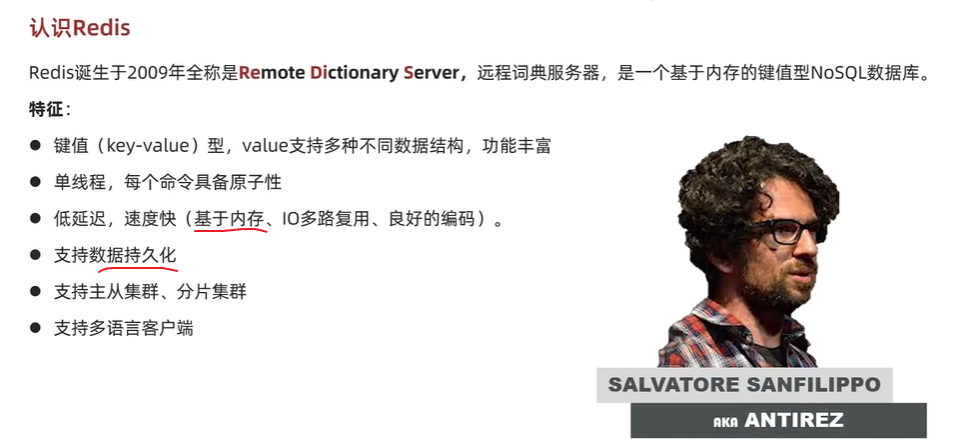 认识Redis
Redis诞生于2009年全称是Remote Dictionary Server，远程词典服务器，是一个基于内存的键值型NoSQL数据库。
特征：
● 键值（key-value）型，value支持多种不同数据结构，功能丰富
● 单线程，每个命令具备原子性
● 低延迟，速度快（基于内存、IO多路复用、良好的编码）。
● 支持数据持久化
● 支持主从集群、分片集群
● 支持多语言客户端
SALVATORE SANFILIPPO
AKA ANTIREZ